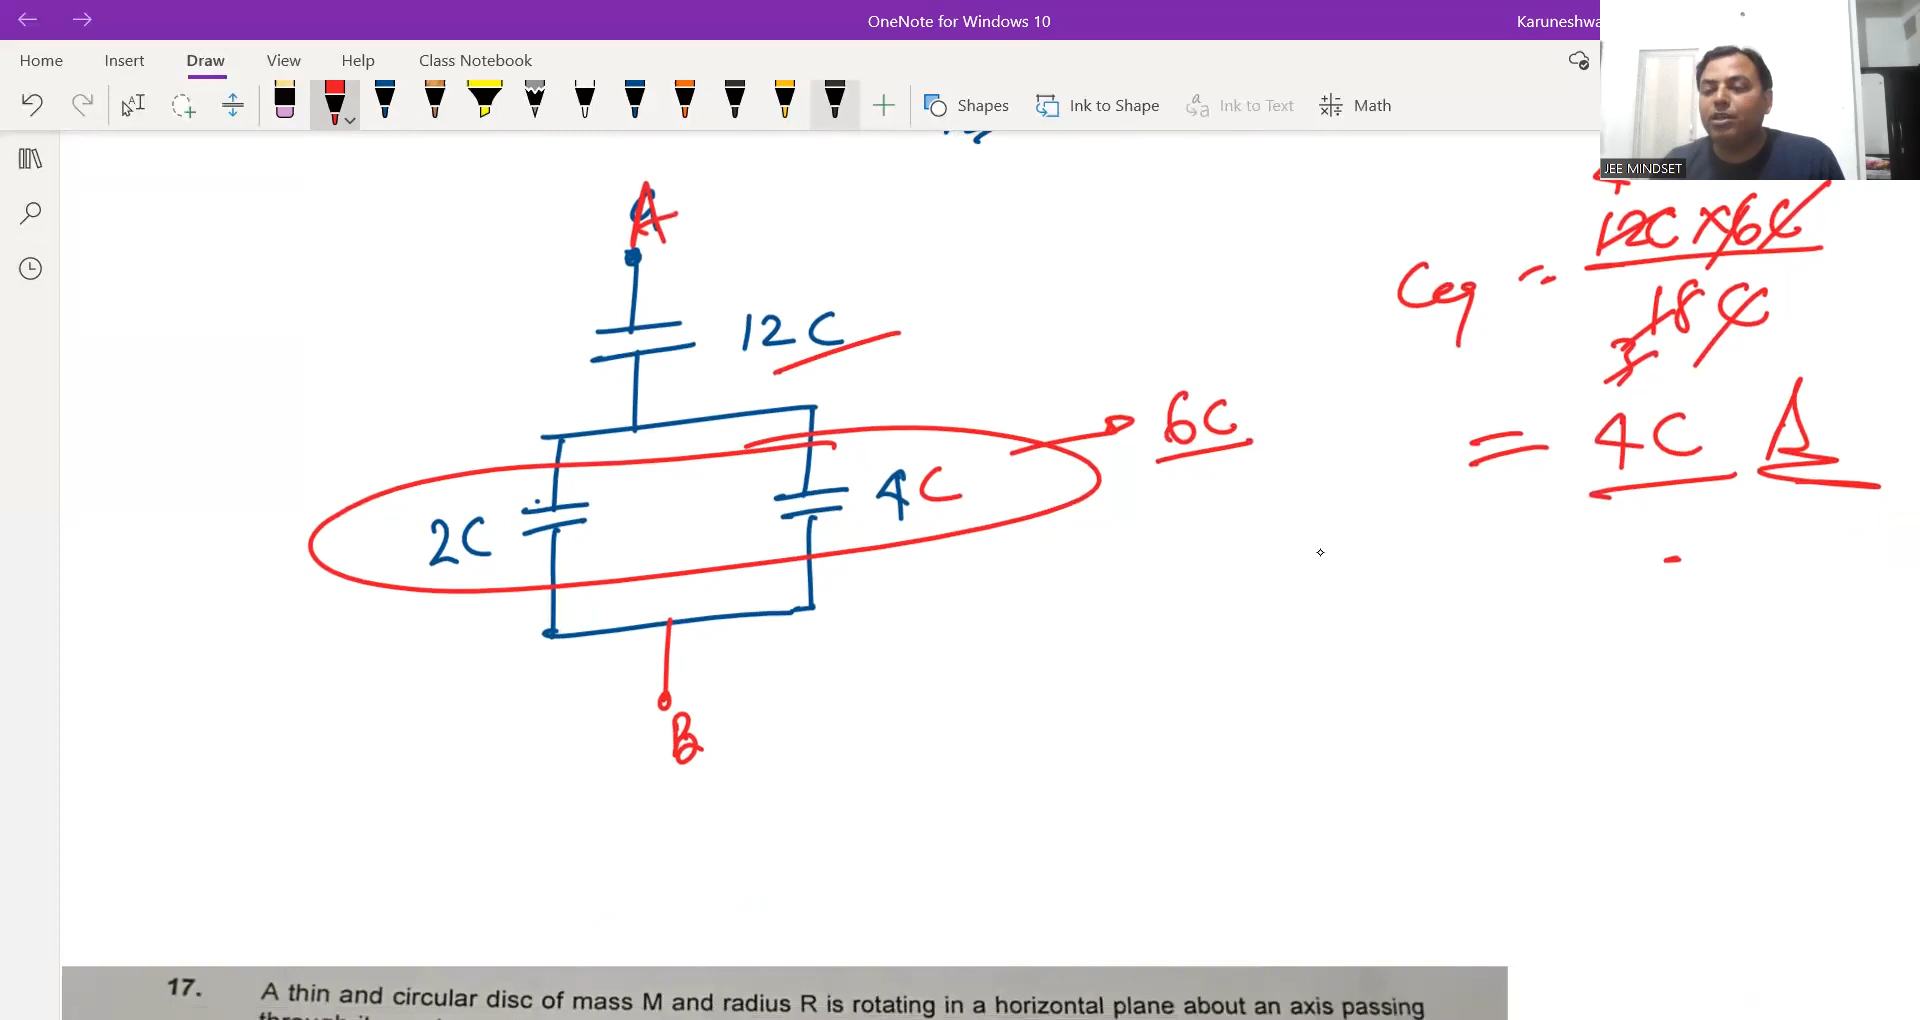 OneNote for Windows 10
Karuneshwa
Home Insert Draw View Help Class Notebook
Shapes Ink to Shape Ink to Text Math
JEE MINDSET
A
12C
2C
4C
6C
B
Ceq = 12C × 6C
18C
3
= 4C
17. A thin and circular disc of mass M and radius R is rotating in a horizontal plane about an axis passing